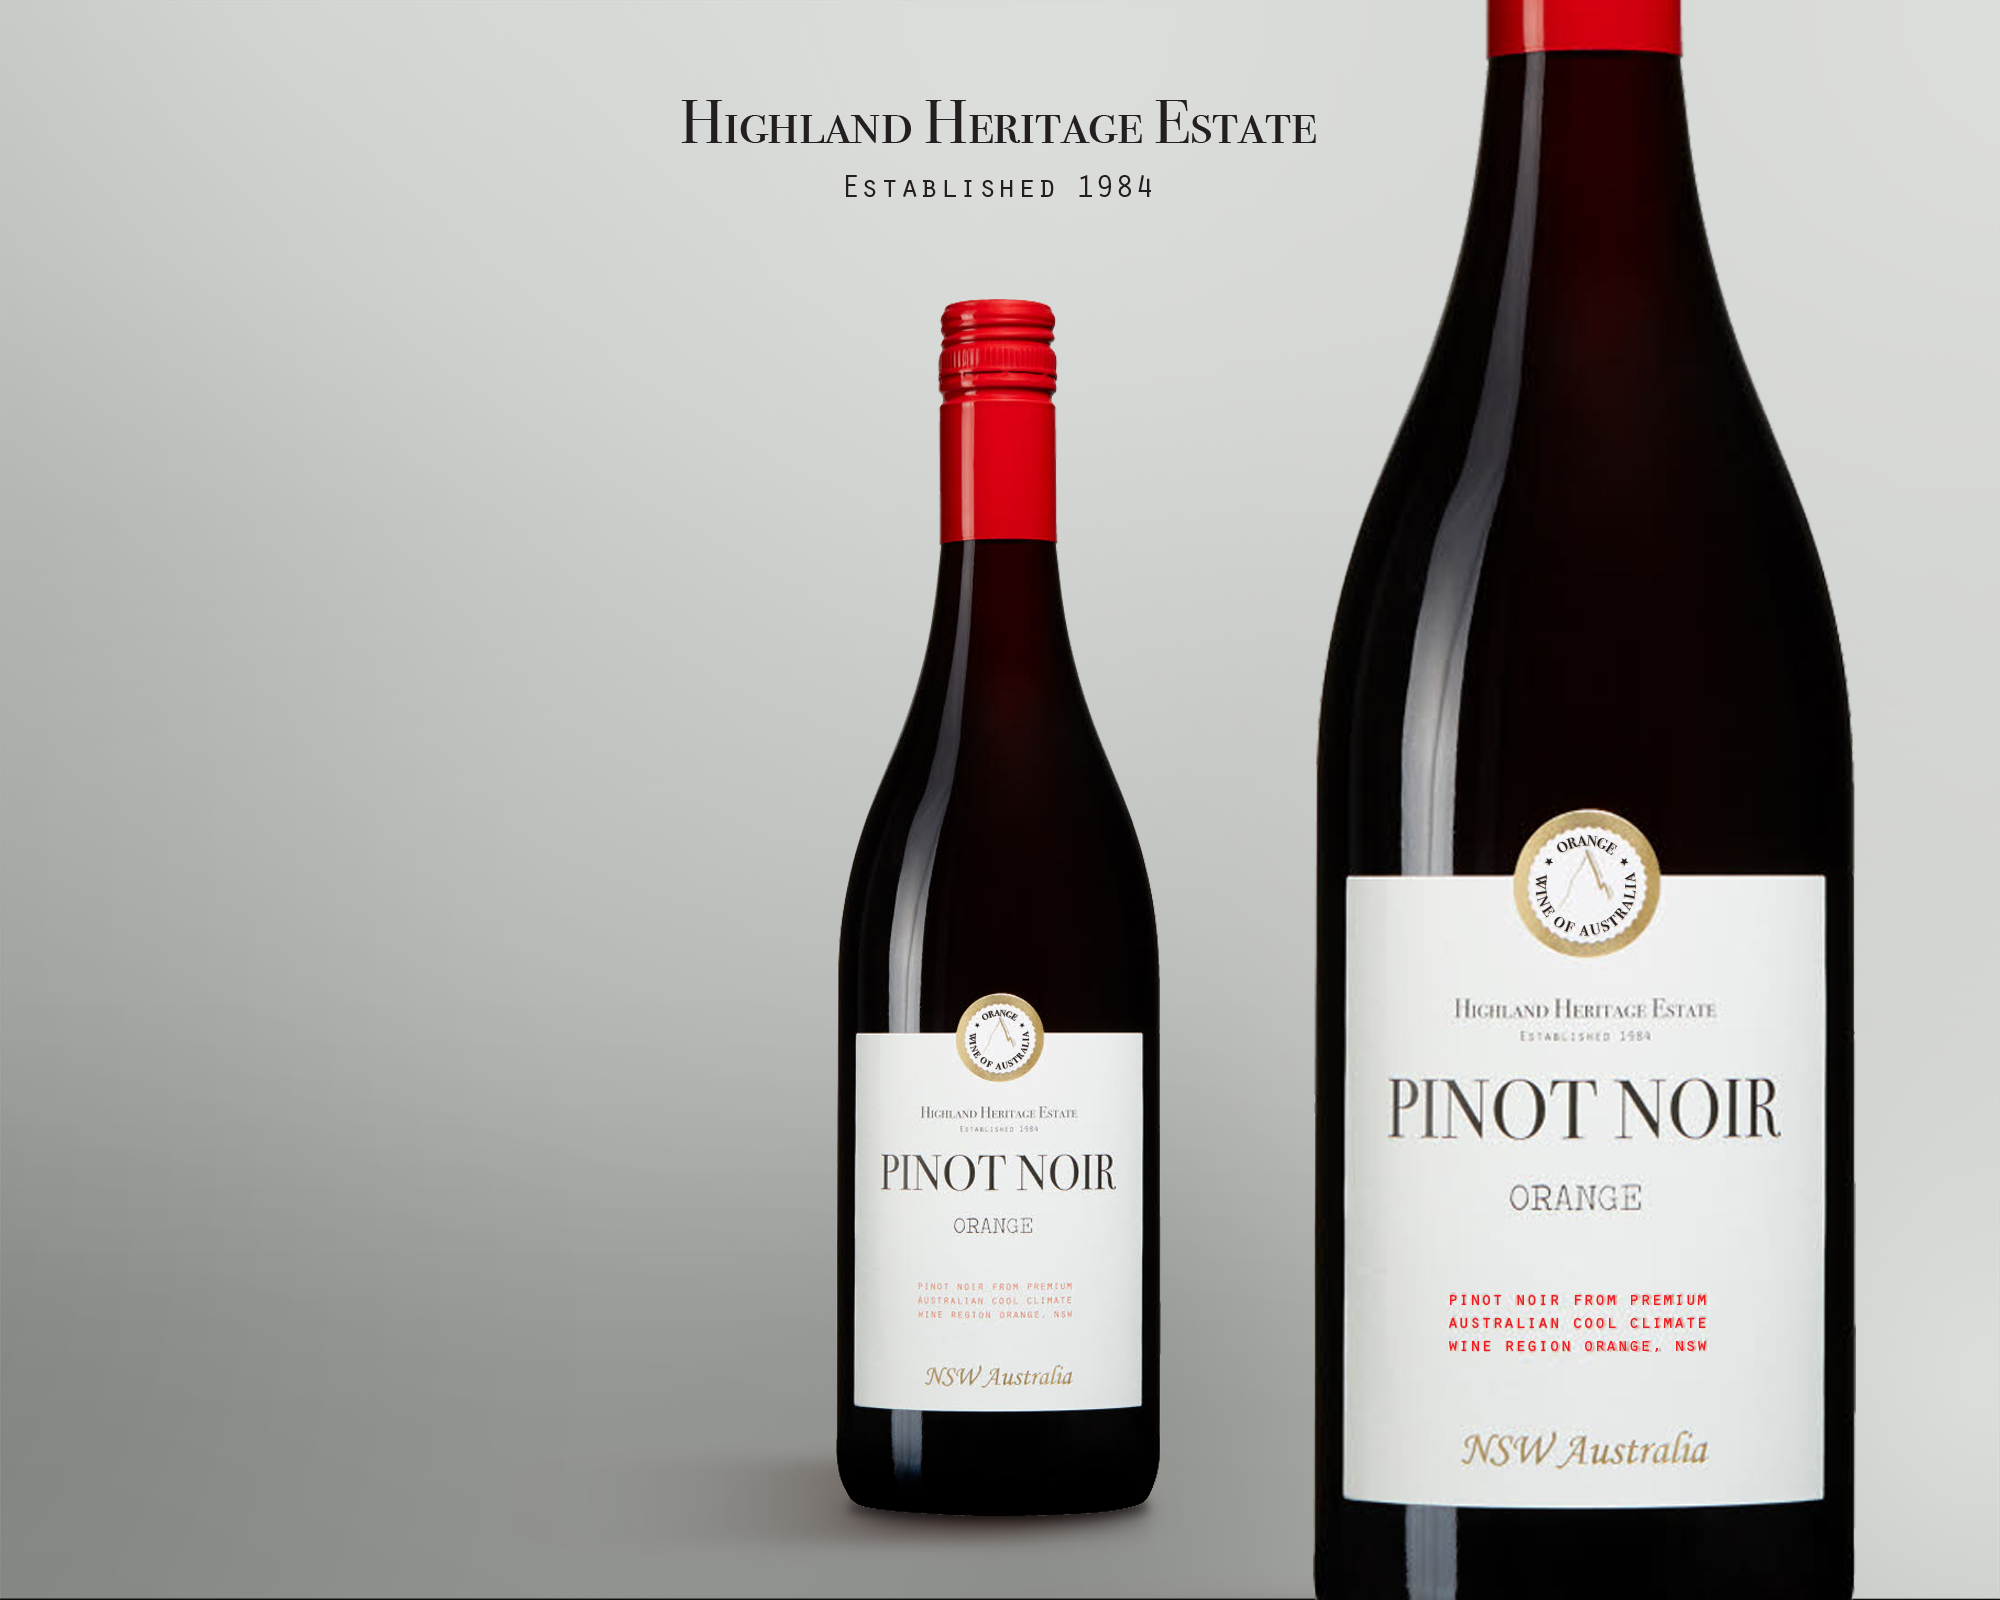 Highland Heritage Estate
Established 1984
ORANGE
WINE OF AUSTRALIA
Highland Heritage Estate
Established 1984
PINOT NOIR
ORANGE
PINOT NOIR FROM PREMIUM
AUSTRALIAN COOL CLIMATE
WINE REGION ORANGE, NSW
NSW Australia
ORANGE
WINE OF AUSTRALIA
Highland Heritage Estate
Established 1984
PINOT NOIR
ORANGE
PINOT NOIR FROM PREMIUM
AUSTRALIAN COOL CLIMATE
WINE REGION ORANGE, NSW
NSW Australia